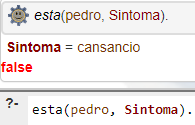 esta(pedro, Sintoma).
Sintoma = cansancio
false
?- esta(pedro, Sintoma).